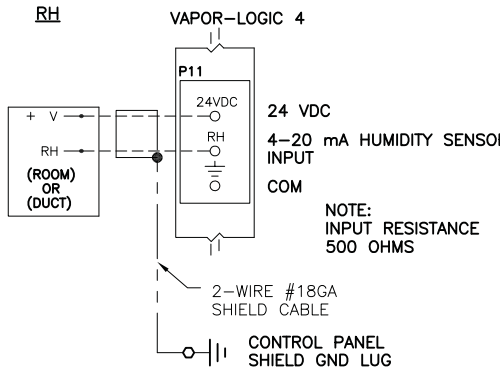 RH
VAPOR-LOGIC 4
P11
24VDC
24 VDC
+ V
RH
RH
4-20 mA HUMIDITY SENSOR
INPUT
(ROOM)
OR
(DUCT)
COM
NOTE:
INPUT RESISTANCE
500 OHMS
2-WIRE #18GA
SHIELD CABLE
CONTROL PANEL
SHIELD GND LUG